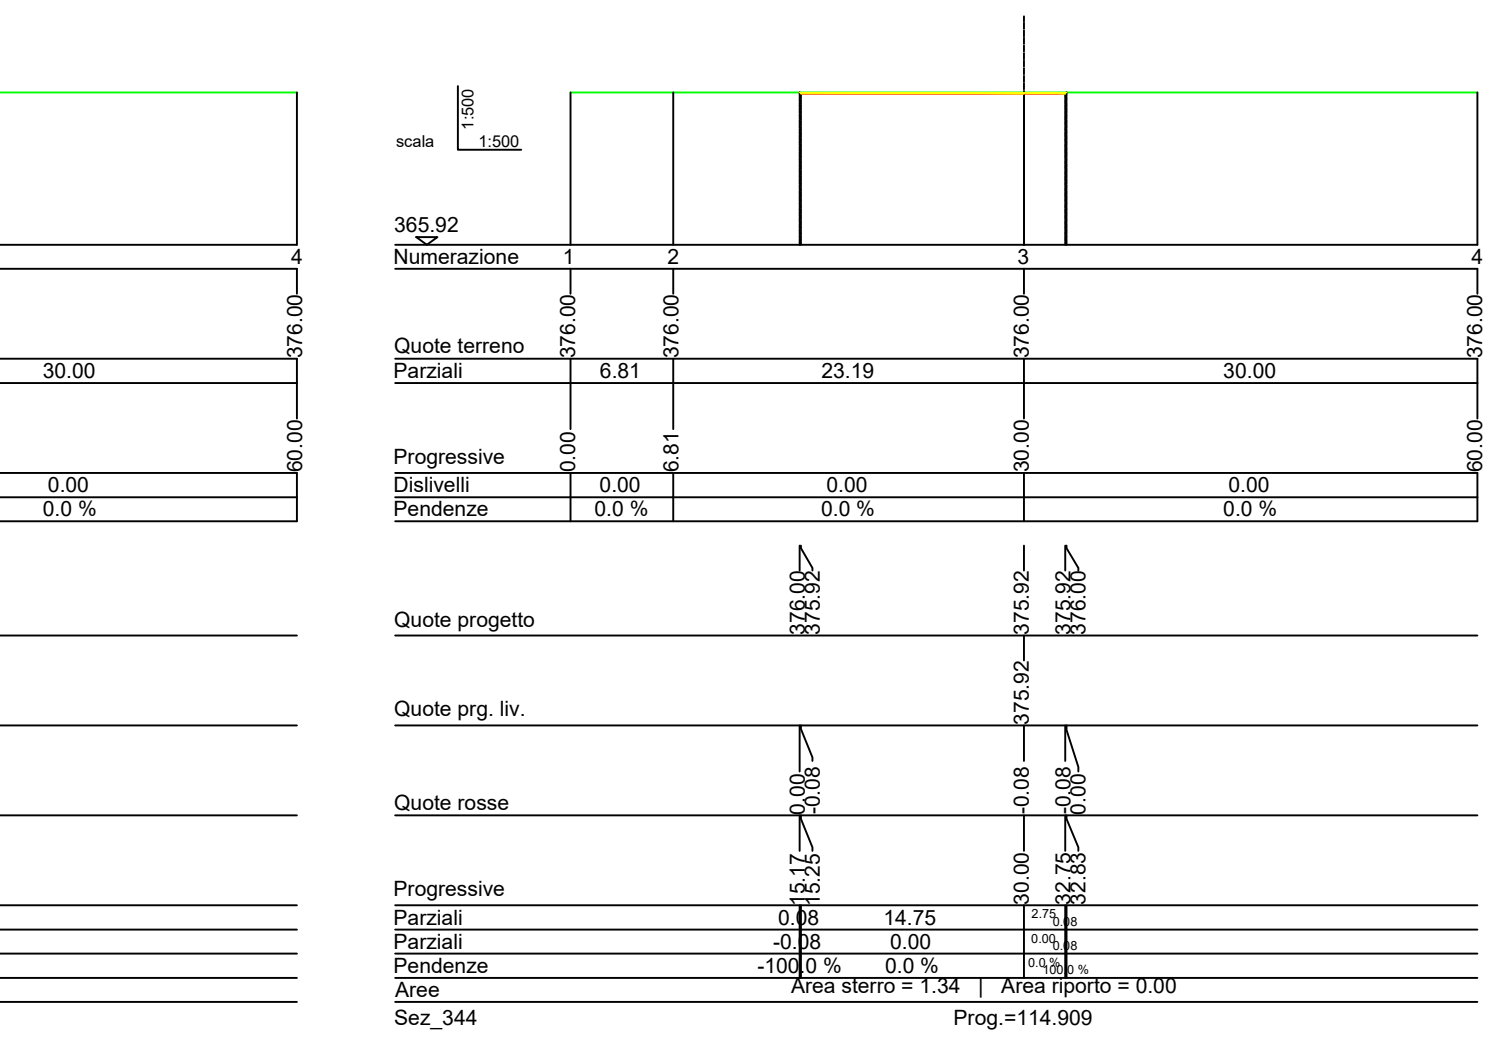 4
376.00
30.00
60.00
0.00
0.0 %
scala 1:500 1:500
365.92
Numerazione 1 2 3 4
Quote terreno 376.00 376.00 376.00 376.00
Parziali 6.81 23.19 30.00
Progressive 0.00 6.81 30.00 60.00
Dislivelli 0.00 0.00 0.00
Pendenze 0.0 % 0.0 % 0.0 %
Quote progetto 376.00 375.92 375.92 375.92 376.00
Quote prg. liv. 375.92
Quote rosse 0.00 -0.08 -0.08 -0.08 0.00
Progressive 15.17 15.25 30.00 32.75 32.83
Parziali 0.08 14.75 2.75 0.08
Parziali -0.08 0.00 0.00 0.08
Pendenze -100.0 % 0.0 % 0.0 % 100.0 %
Aree Area sterro = 1.34 | Area riporto = 0.00
Sez_344 Prog.=114.909